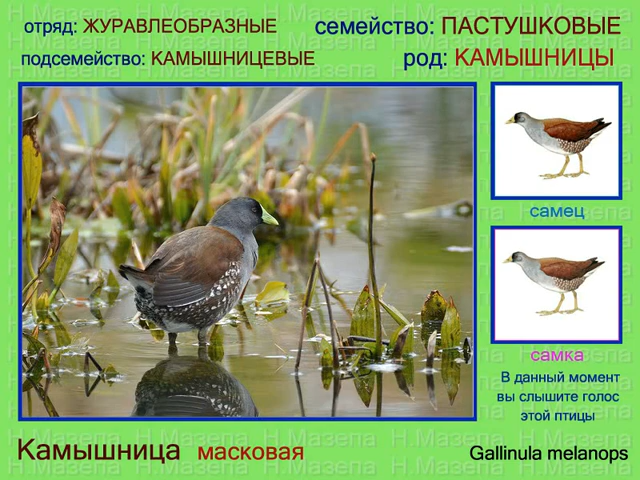 отряд: ЖУРАВЛЕОБРАЗНЫЕ
семейство: ПАСТУШКОВЫЕ
подсемейство: КАМЫШНИЦЕВЫЕ
род: КАМЫШНИЦЫ
самец
самка
В данный момент
вы слышите голос
этой птицы
Камышница масковая
Gallinula melanops
Н.Мазепа